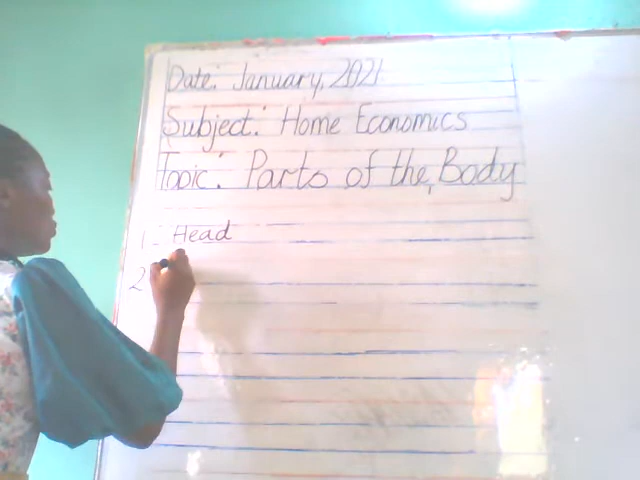 Date: January, 2021
Subject: Home Economics
Topic: Parts of the Body
1. Head
2